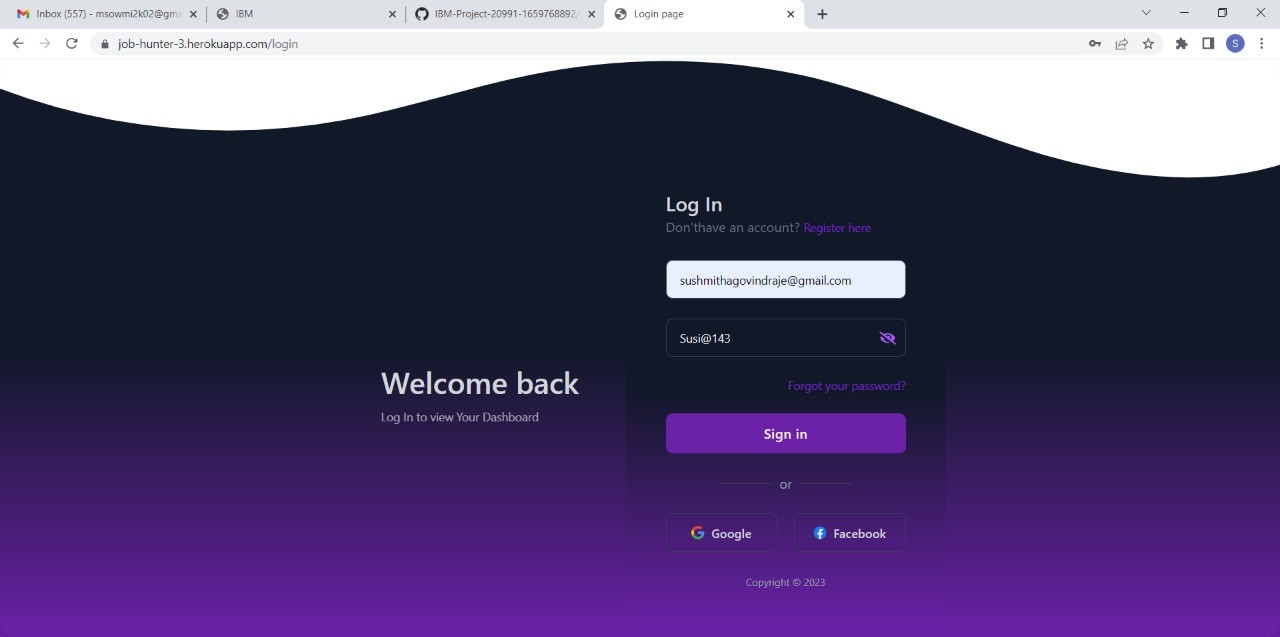 Inbox (557) - msowmi2k02@gma
IBM
IBM-Project-20991-1659768892/
Login page
job-hunter-3.herokuapp.com/login
S
Log In
Don'thave an account? Register here
sushmithagovindraje@gmail.com
Susi@143
Forgot your password?
Welcome back
Log In to view Your Dashboard
Sign in
or
Google
Facebook
Copyright © 2023